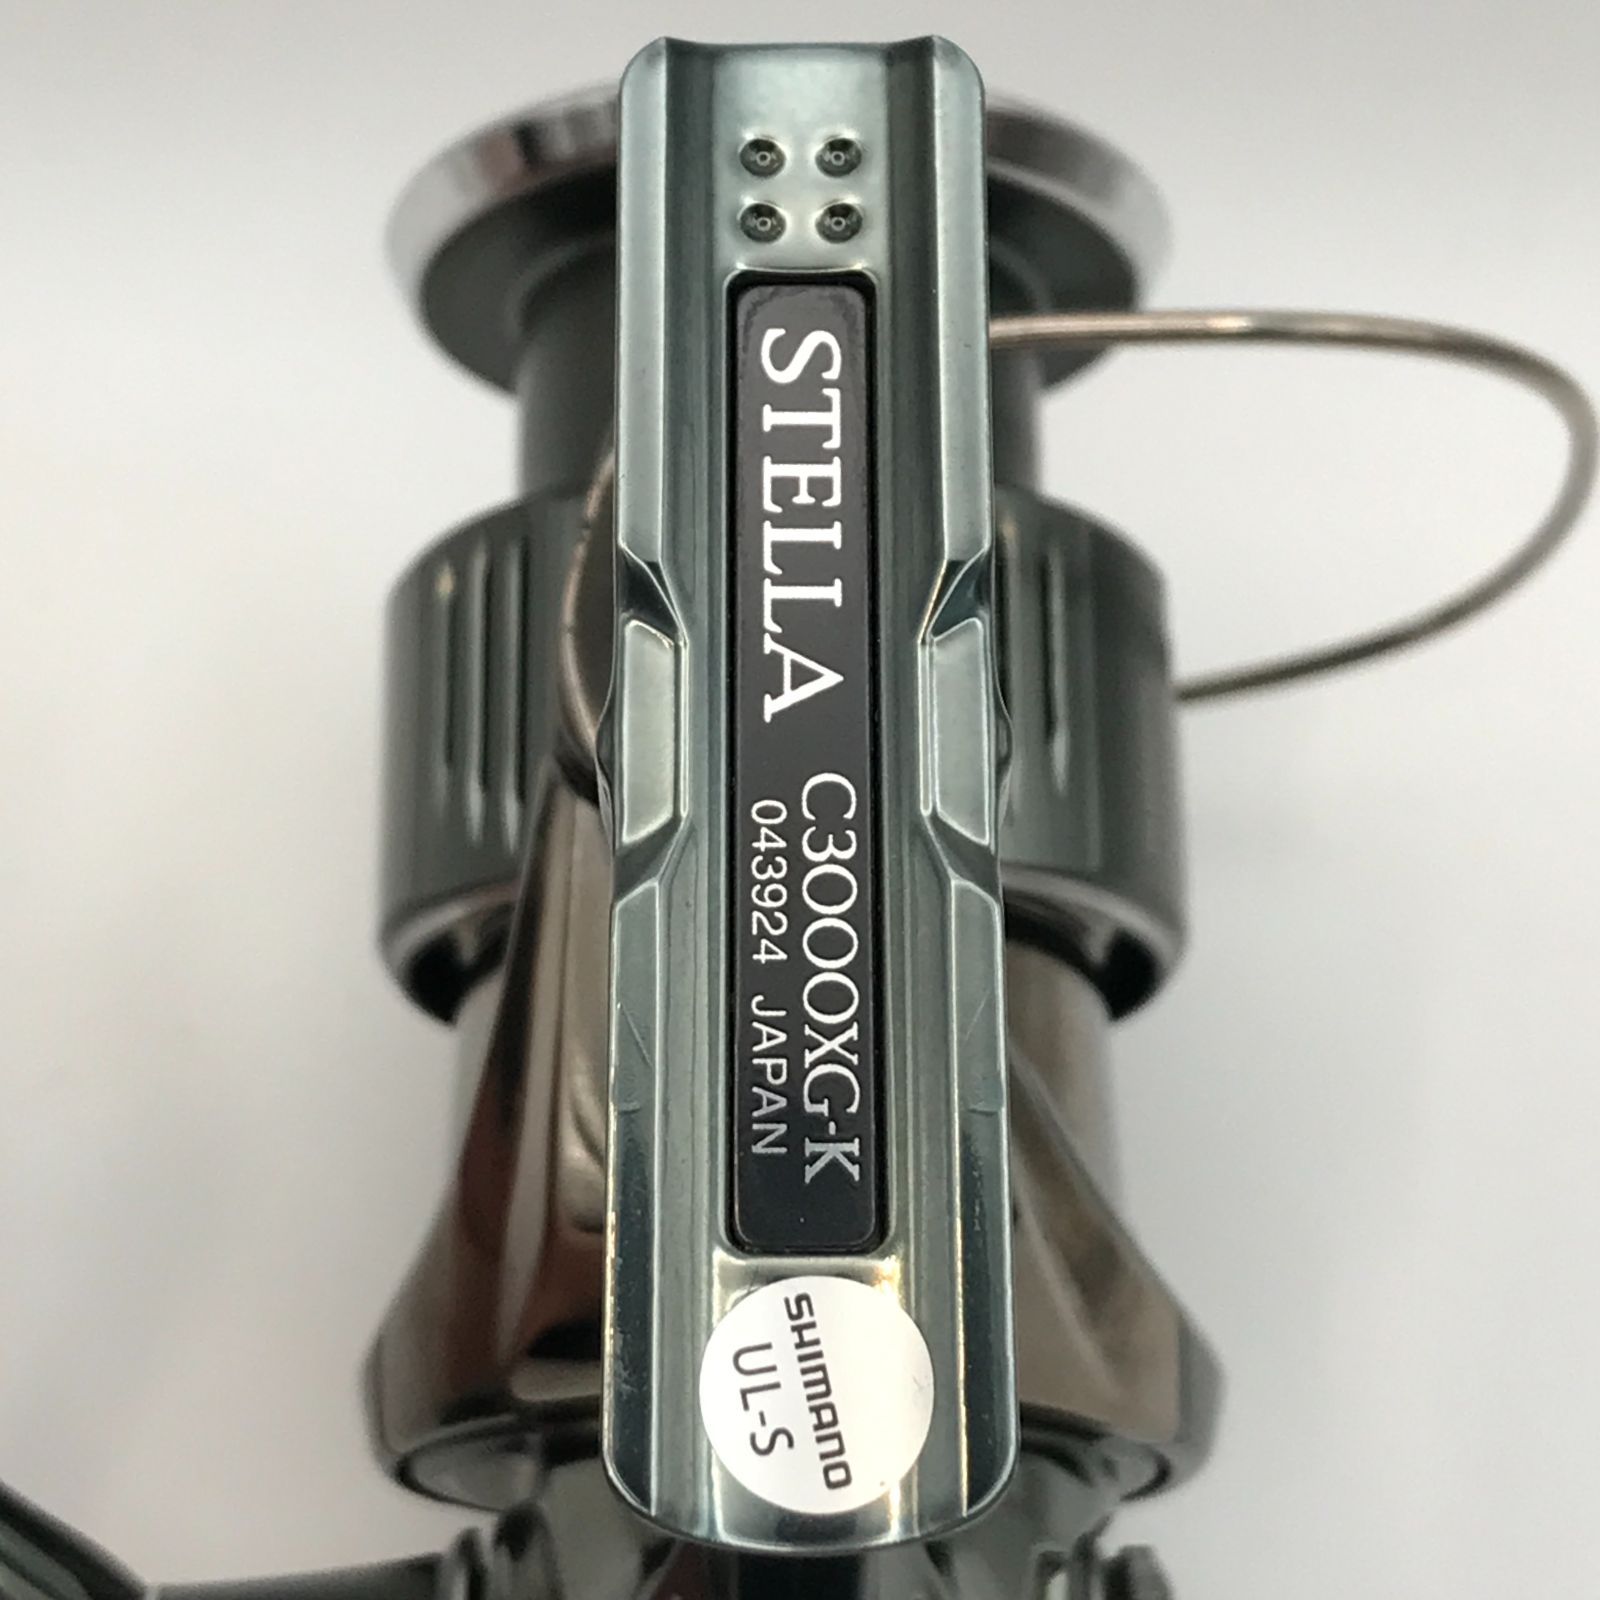 STELLA C3000XG-K
043924 JAPAN
SHIMANO
UL-S